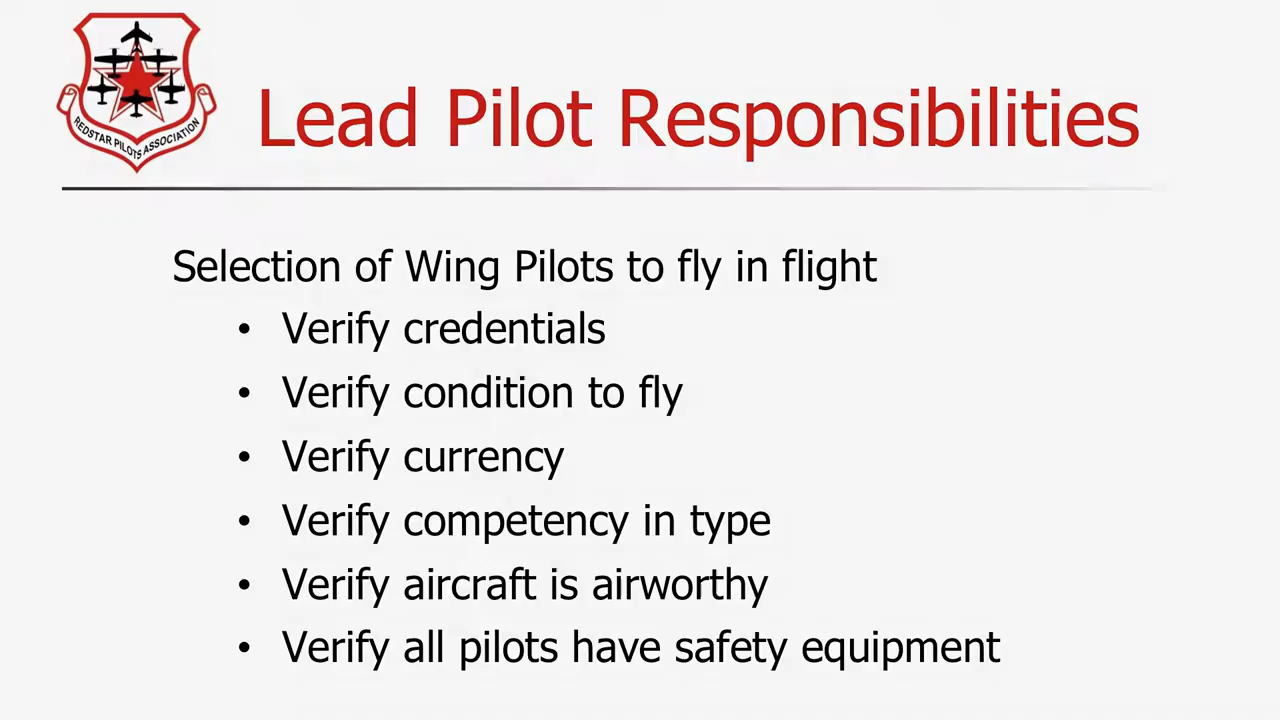 REDSTAR PILOTS ASSOCIATION
Lead Pilot Responsibilities
Selection of Wing Pilots to fly in flight
• Verify credentials
• Verify condition to fly
• Verify currency
• Verify competency in type
• Verify aircraft is airworthy
• Verify all pilots have safety equipment